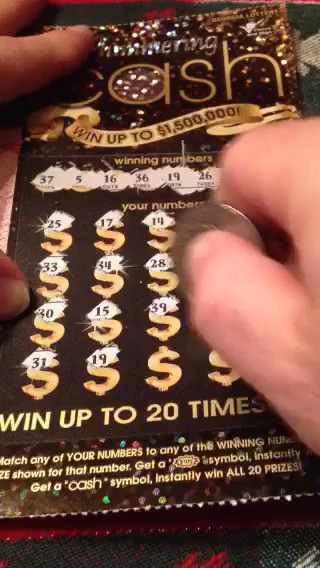 GEORGIA LOTTERY
Shimmering
cash
WIN UP TO $1,500,000!
winning numbers
37 5 16 36 19 26
your numbers
25 17 14
33 34 28
30 15 39
31 19
WIN UP TO 20 TIMES
Match any of YOUR NUMBERS to any of the WINNING
ZE shown for that number. Get a symbol, instantly
Get a "cash" symbol, instantly win ALL 20 PRIZES